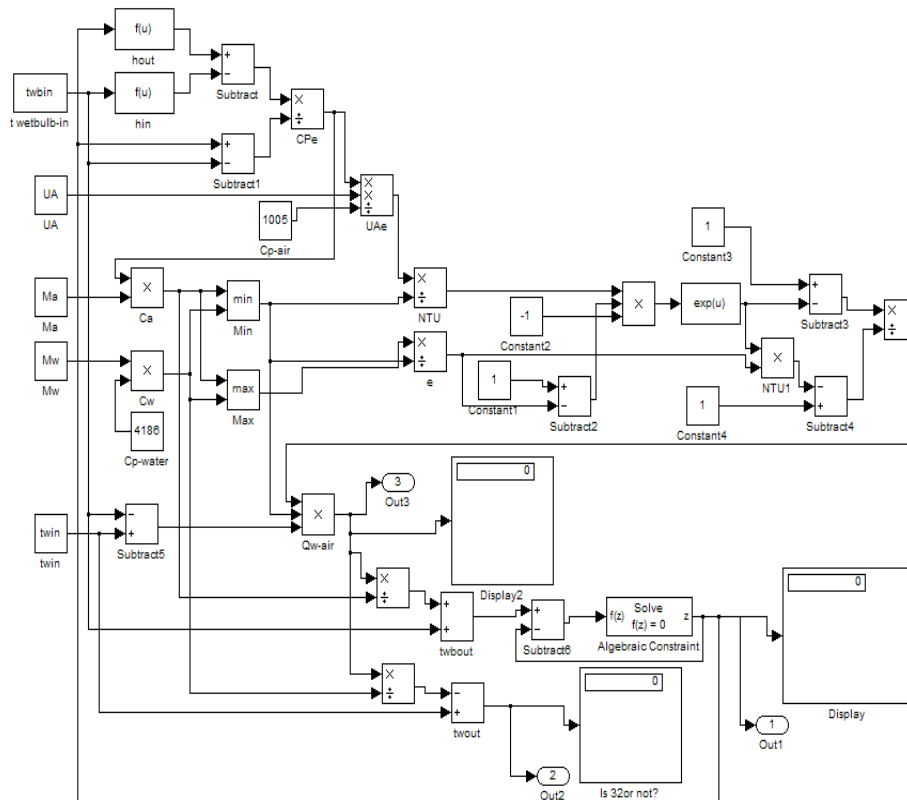 f(u)
hout
+
−
Subtract
twbin
t wetbulb-in
f(u)
hin
×
÷
CPe
+
−
Subtract1
UA
UA
1005
Cp-air
×
×
÷
UAe
1
Constant3
Ma
Ma
×
Ca
min
Min
×
÷
NTU
-1
Constant2
×
exp(u)
+
−
Subtract3
×
÷
Mw
Mw
×
Cw
max
Max
×
÷
e
1
Constant1
+
−
Subtract2
×
NTU1
1
Constant4
−
+
Subtract4
4186
Cp-water
twin
twin
−
+
Subtract5
×
Qw-air
3
Out3
0
Display2
×
÷
+
+
twbout
+
−
Subtract6
f(z)
Solve
f(z) = 0
z
Algebraic Constraint
0
Display
×
÷
−
+
twout
0
Is 32or not?
1
Out1
2
Out2